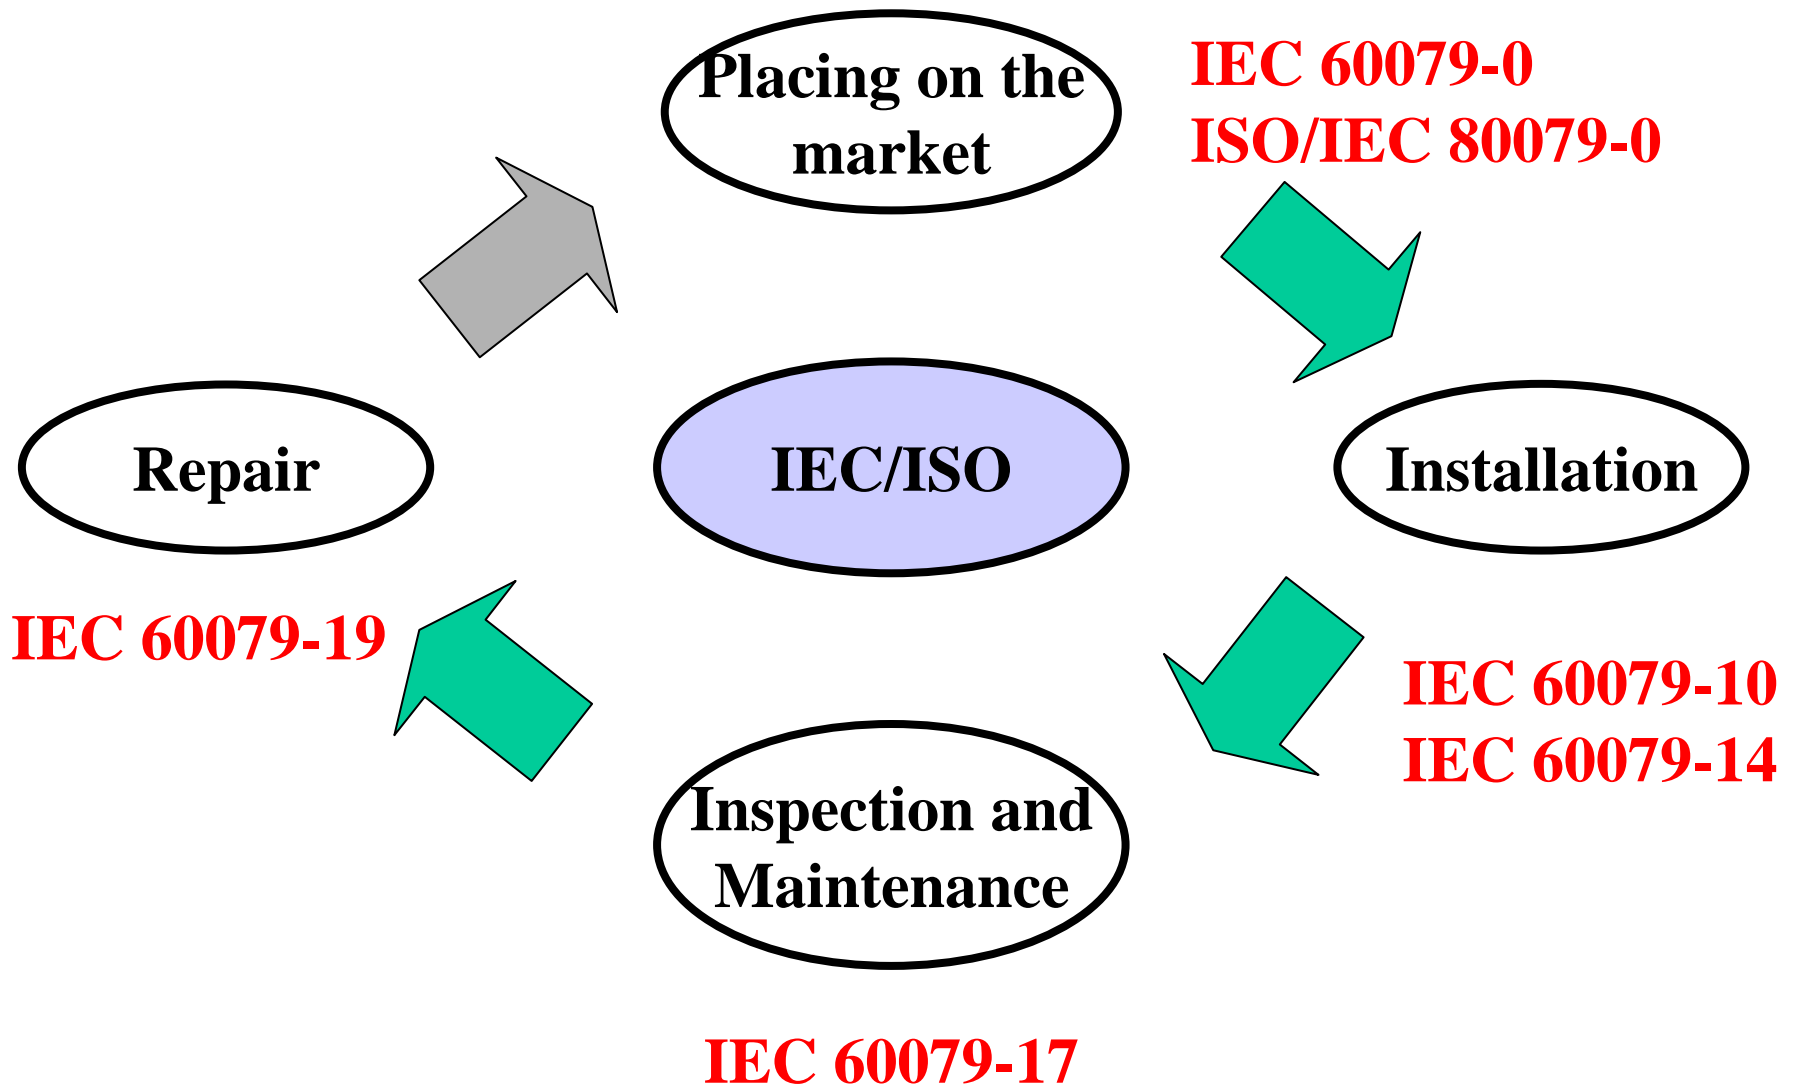 Placing on the
market
IEC 60079-0
ISO/IEC 80079-0
Repair
IEC/ISO
Installation
IEC 60079-19
IEC 60079-10
IEC 60079-14
Inspection and
Maintenance
IEC 60079-17